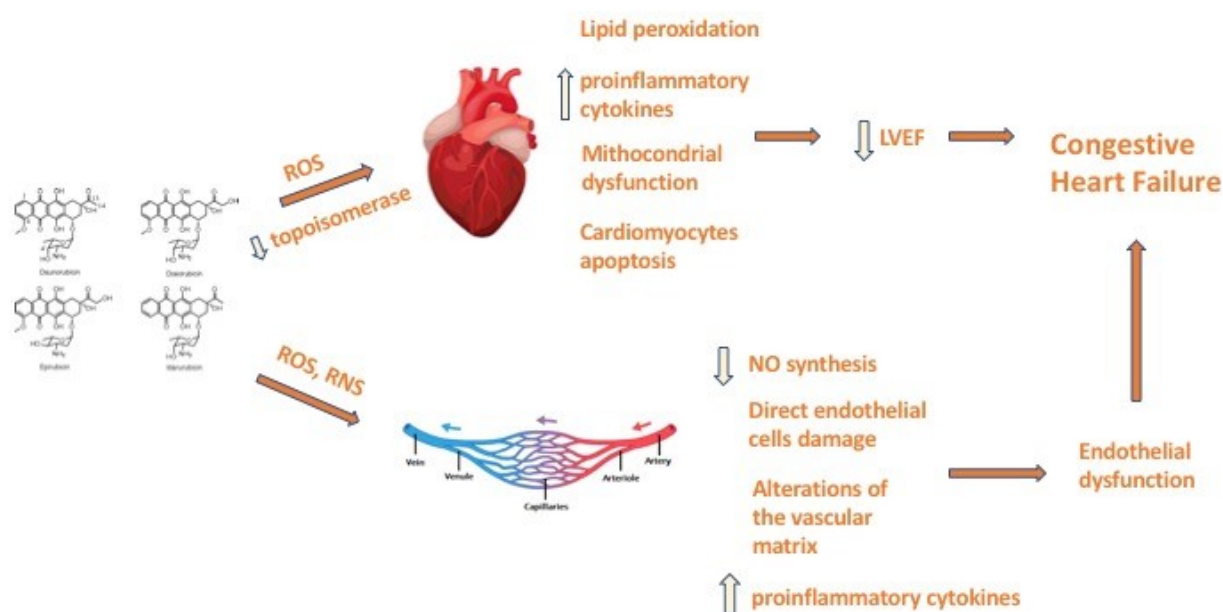 Lipid peroxidation
proinflammatory
cytokines
Mithocondrial
dysfunction
Cardiomyocytes
apoptosis
LVEF
Congestive
Heart Failure
ROS
topoisomerase
Daunorubicin
Doxorubicin
Epirubicin
Idarubicin
ROS, RNS
Vein
Venule
Capillaries
Arteriole
Artery
NO synthesis
Direct endothelial
cells damage
Alterations of
the vascular
matrix
proinflammatory cytokines
Endothelial
dysfunction